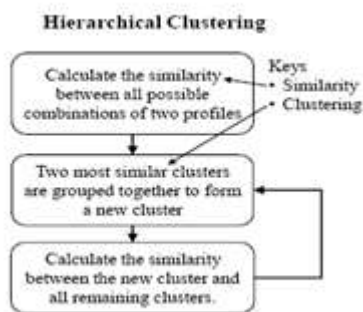 Hierarchical Clustering
Calculate the similarity
between all possible
combinations of two profiles
Keys
• Similarity
• Clustering
Two most similar clusters
are grouped together to form
a new cluster
Calculate the similarity
between the new cluster and
all remaining clusters.